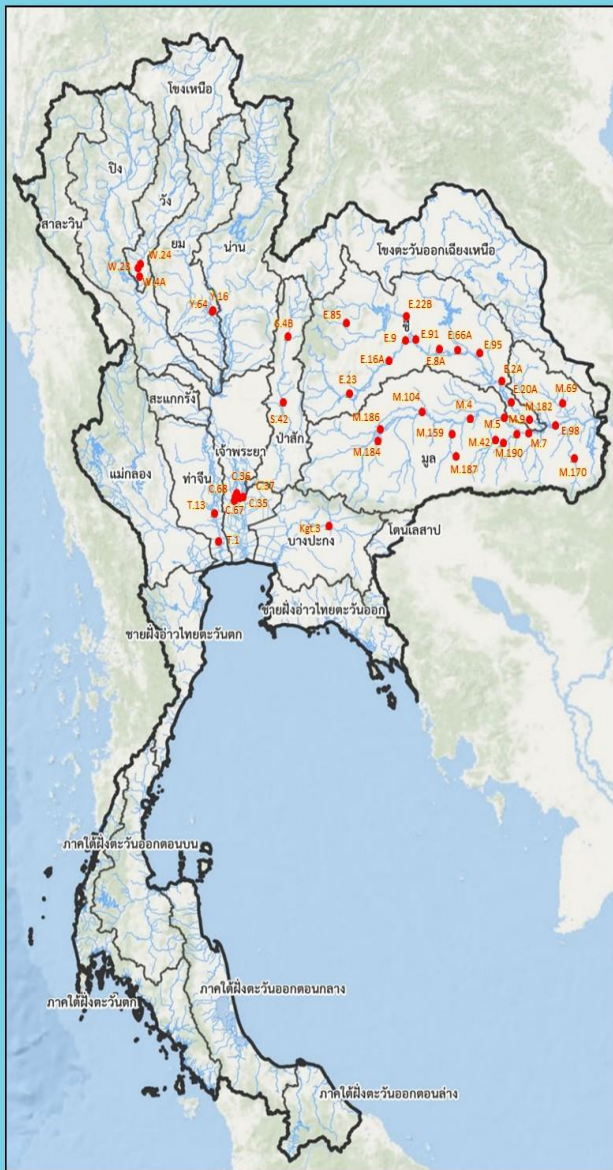 โขงเหนือ
ปิง
วัง
สาละวิน
ยม
น่าน
โขงตะวันออกเฉียงเหนือ
W.24
W.23
W.4A
Y.16
Y.64
6.4B
E.85
E.22B
ชี
E.9
E.91
E.66A
E.8A
E.95
E.16A
E.2A
E.23
E.20A
M.69
สะแกกรัง
S.42
ป่าสัก
M.104
M.4
M.182
M.5
M.9
E.98
M.186
M.159
M.42
M.7
M.184
มูล
M.190
M.187
M.170
เจ้าพระยา
แม่กลอง
ท่าจีน
C.36
C.68
C.37
C.35
C.67
T.13
Kgt.3
โตนเลสาป
T.1
บางปะกง
ชายฝั่งอ่าวไทยตะวันออก
ชายฝั่งอ่าวไทยตะวันตก
ภาคใต้ฝั่งตะวันออกตอนบน
ภาคใต้ฝั่งตะวันออกตอนกลาง
ภาคใต้ฝั่งตะวันตก
ภาคใต้ฝั่งตะวันออกตอนล่าง